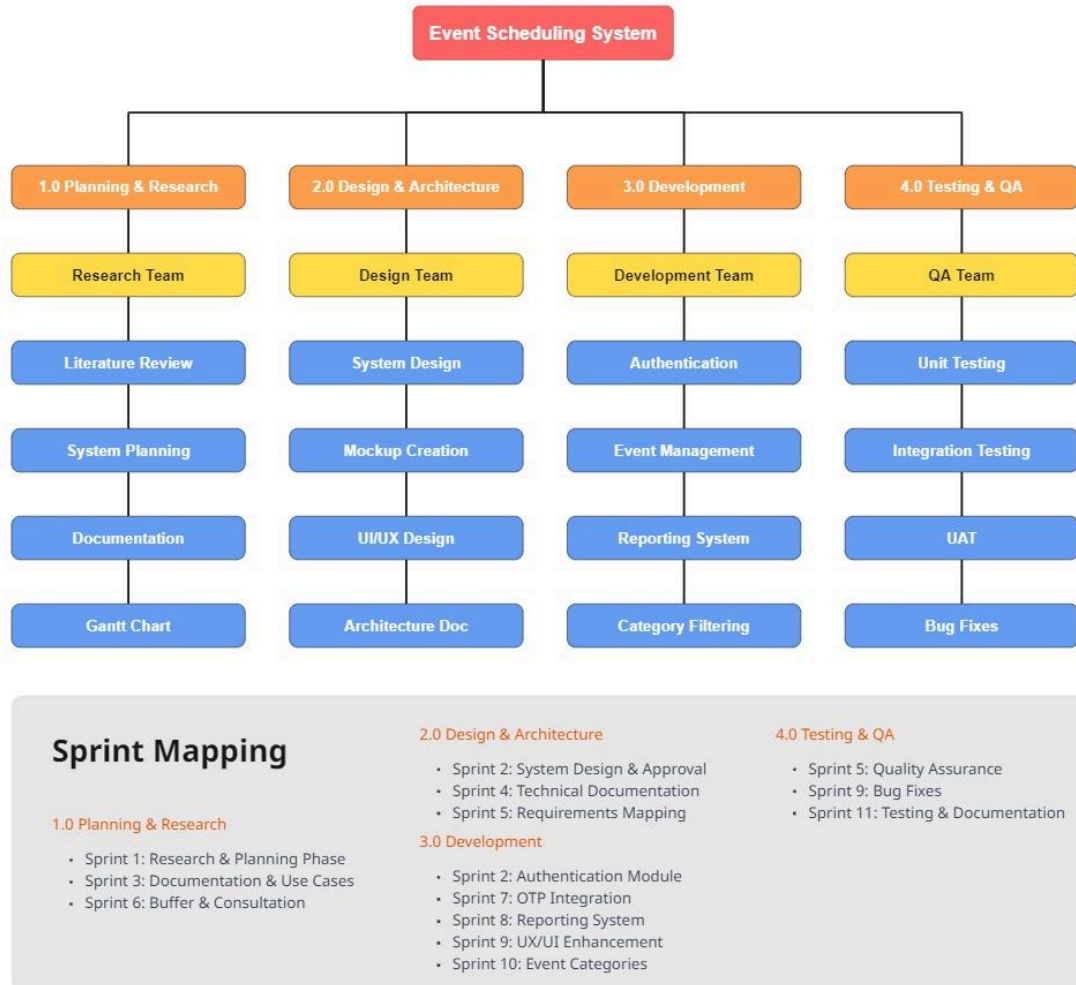 Event Scheduling System
1.0 Planning & Research
2.0 Design & Architecture
3.0 Development
4.0 Testing & QA
Research Team
Design Team
Development Team
QA Team
Literature Review
System Design
Authentication
Unit Testing
System Planning
Mockup Creation
Event Management
Integration Testing
Documentation
UI/UX Design
Reporting System
UAT
Gantt Chart
Architecture Doc
Category Filtering
Bug Fixes
Sprint Mapping
1.0 Planning & Research
• Sprint 1: Research & Planning Phase
• Sprint 3: Documentation & Use Cases
• Sprint 6: Buffer & Consultation
2.0 Design & Architecture
• Sprint 2: System Design & Approval
• Sprint 4: Technical Documentation
• Sprint 5: Requirements Mapping
3.0 Development
• Sprint 2: Authentication Module
• Sprint 7: OTP Integration
• Sprint 8: Reporting System
• Sprint 9: UX/UI Enhancement
• Sprint 10: Event Categories
4.0 Testing & QA
• Sprint 5: Quality Assurance
• Sprint 9: Bug Fixes
• Sprint 11: Testing & Documentation